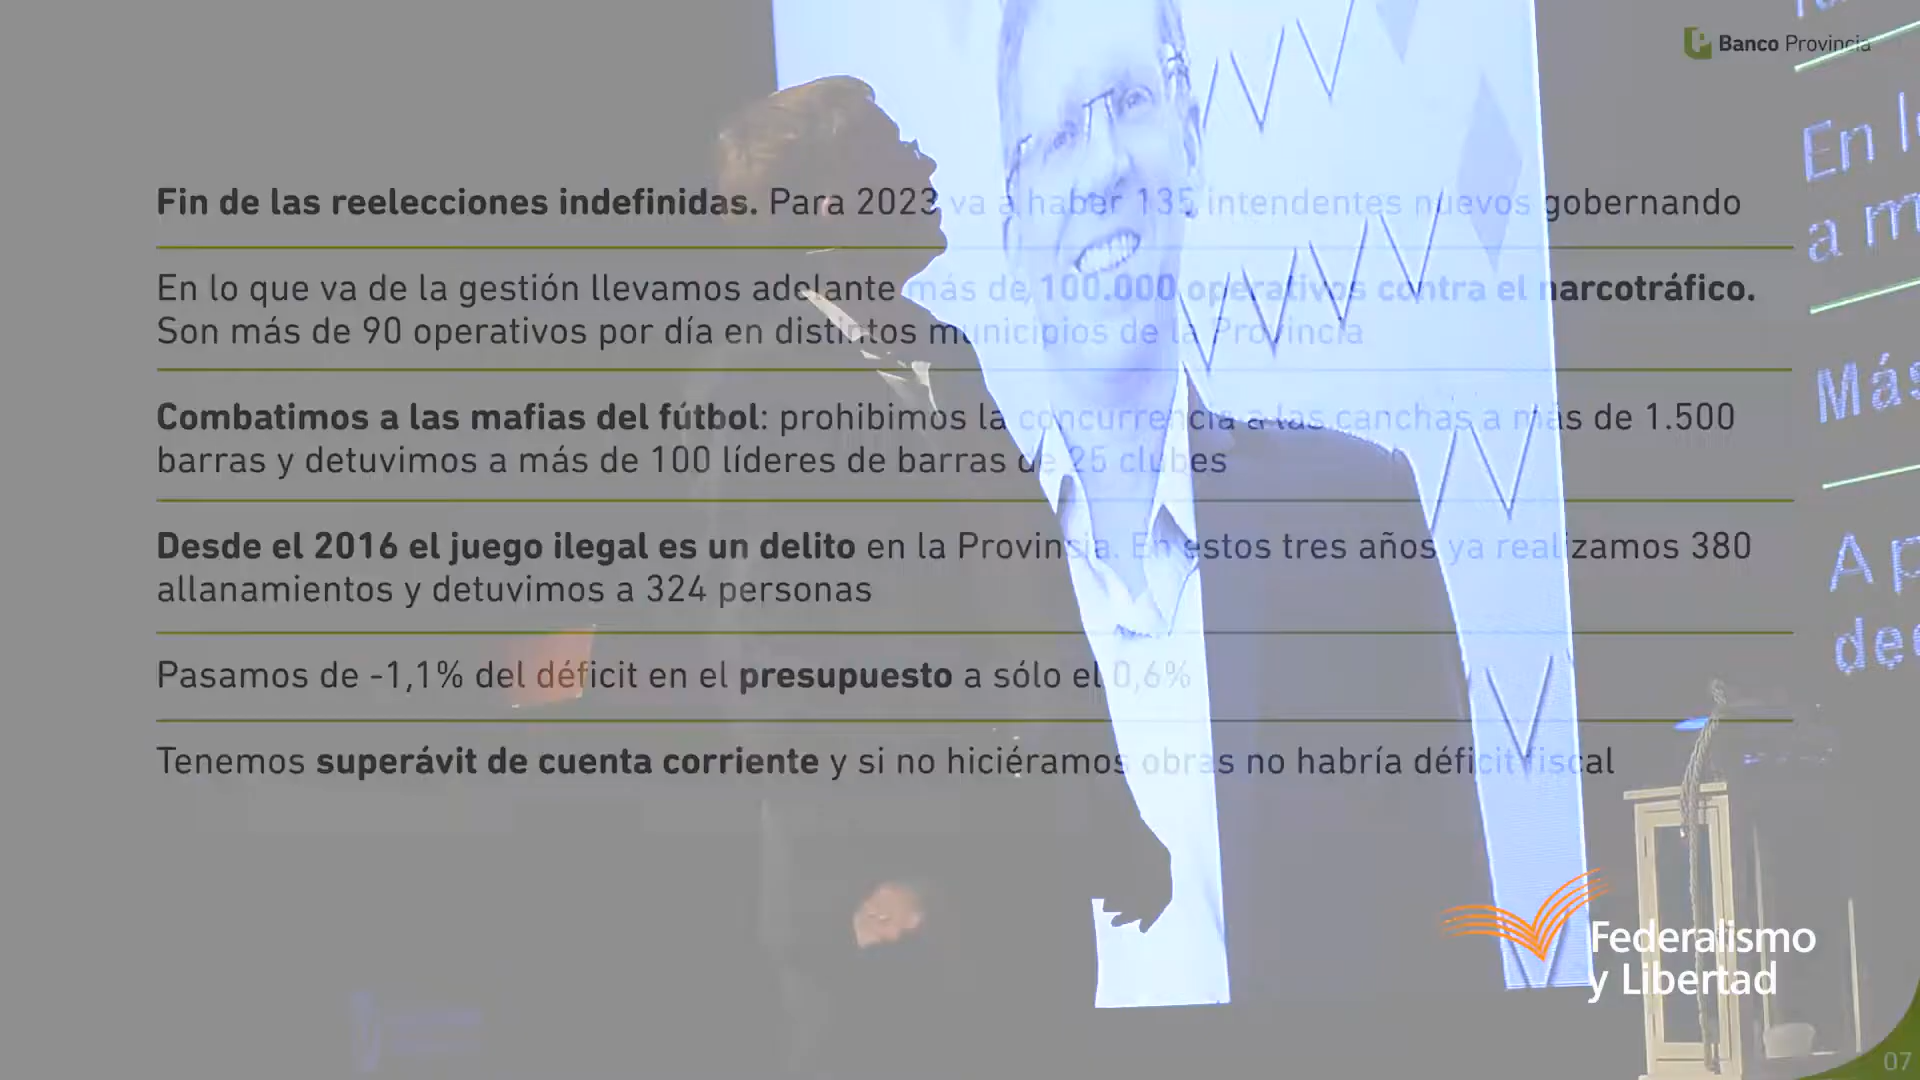 Banco Provincia
Fin de las reelecciones indefinidas. Para 2023 va a haber 135 intendentes nuevos gobernando
En lo que va de la gestión llevamos adelante más de 100.000 operativos contra el narcotráfico.
Son más de 90 operativos por día en distintos municipios de la Provincia
Combatimos a las mafias del fútbol: prohibimos la concurrencia a las canchas a más de 1.500
barras y detuvimos a más de 100 líderes de barras de 25 clubes
Desde el 2016 el juego ilegal es un delito en la Provinsia. En estos tres años ya realizamos 380
allanamientos y detuvimos a 324 personas
Pasamos de -1,1% del déficit en el presupuesto a sólo el 0,6%
Tenemos superávit de cuenta corriente y si no hiciéramos obras no habría déficit fiscal
En l
a m
Más
A p
dec
Federalismo
y Libertad
07